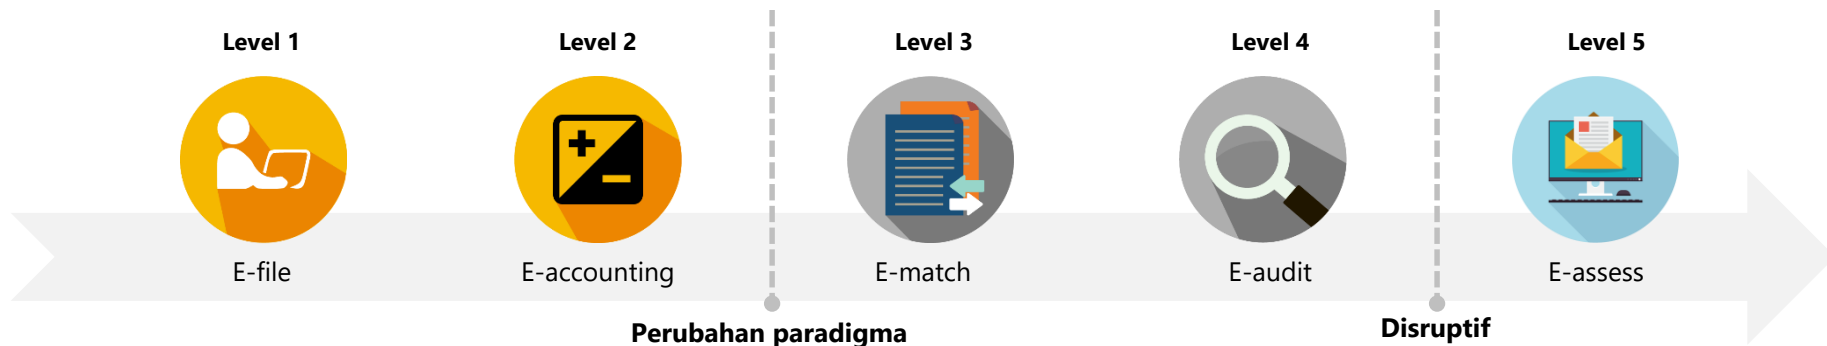 Level 1
Level 2
Level 3
Level 4
Level 5
E-file
E-accounting
E-match
E-audit
E-assess
Perubahan paradigma
Disruptif